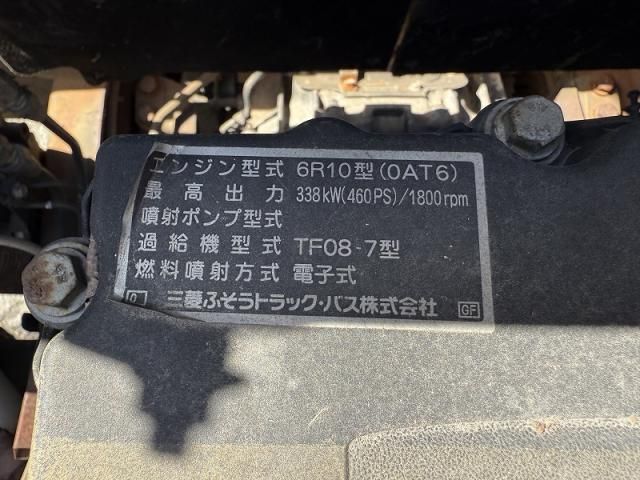 エンジン型式 6R10型(0AT6)
最高出力 338kW(460PS)/1800rpm
噴射ポンプ型式
過給機型式 TF08-7型
燃料噴射方式 電子式
0 三菱ふそうトラック・バス株式会社 GF